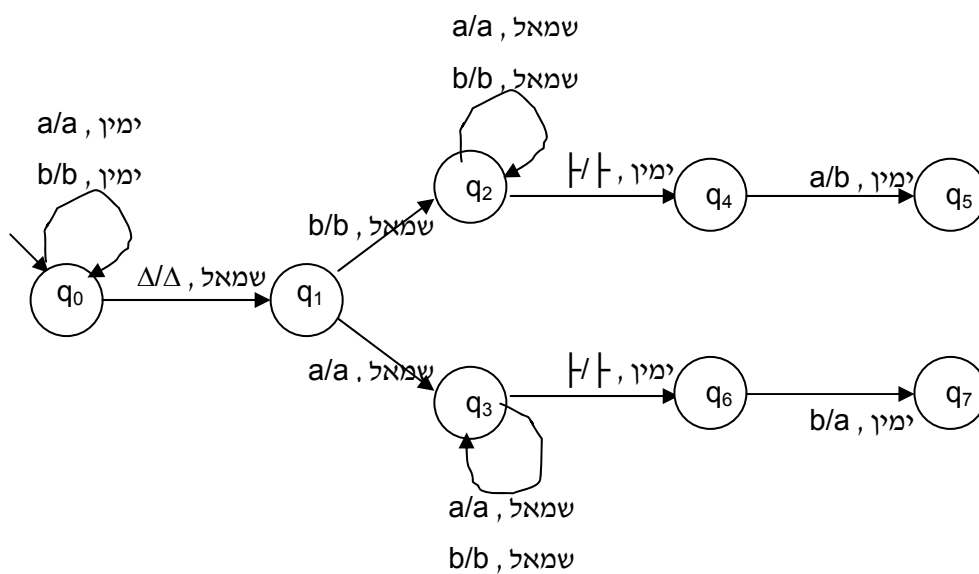 a/a , שמאל
b/b , שמאל
a/a , ימין
b/b , ימין
q2
├/├ , ימין
q4
a/b , ימין
q5
b/b , שמאל
q0
Δ/Δ , שמאל
q1
a/a , שמאל
q3
├/├ , ימין
q6
b/a , ימין
q7
a/a , שמאל
b/b , שמאל